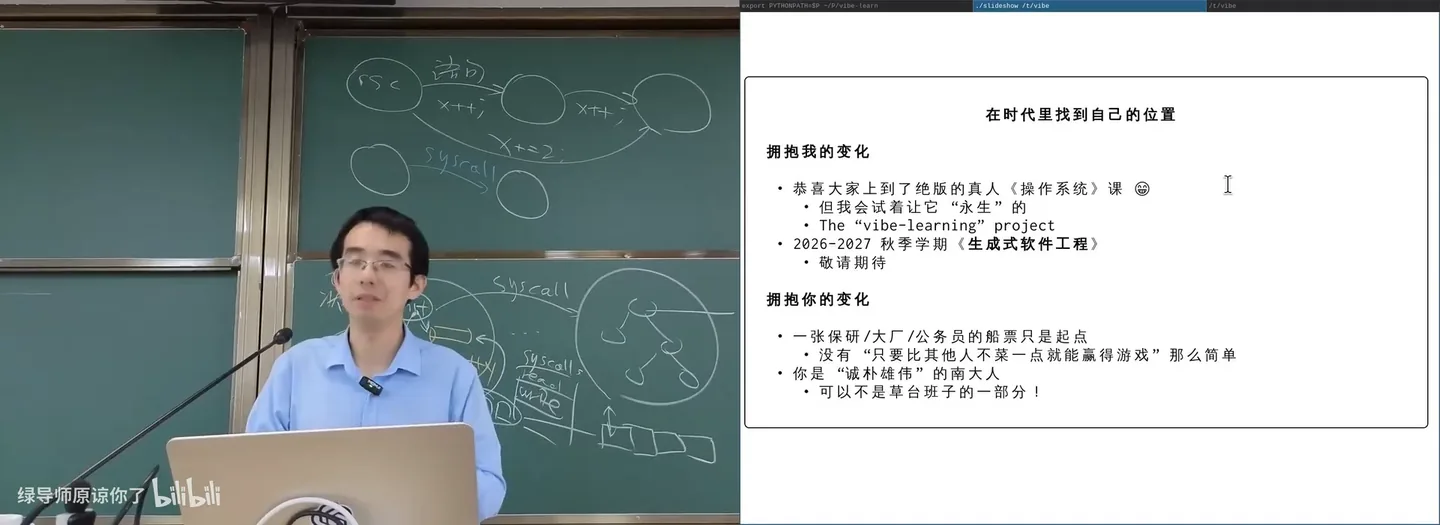 rsc
访问
x++;
x++;
x+=2;
syscall
syscall
...
syscalls
read
write
绿导师原谅你了 bilibili
export PYTHONPATH=$P ~/P/vibe-learn
./slideshow /t/vibe
/t/vibe
在时代里找到自己的位置
拥抱我的变化
• 恭喜大家上到了绝版的真人《操作系统》课 😁
• 但我会试着让它“永生”的
• The “vibe-learning” project
• 2026-2027 秋季学期《生成式软件工程》
• 敬请期待
拥抱你的变化
• 一张保研/大厂/公务员的船票只是起点
• 没有“只要比其他人不菜一点就能赢得游戏”那么简单
• 你是“诚朴雄伟”的南大人
• 可以不是草台班子的一部分！